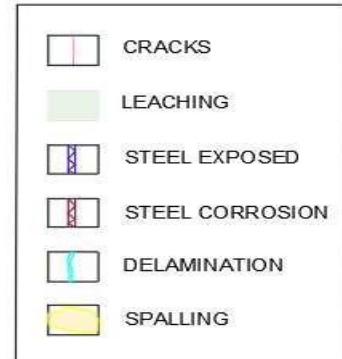 CRACKS
LEACHING
STEEL EXPOSED
STEEL CORROSION
DELAMINATION
SPALLING